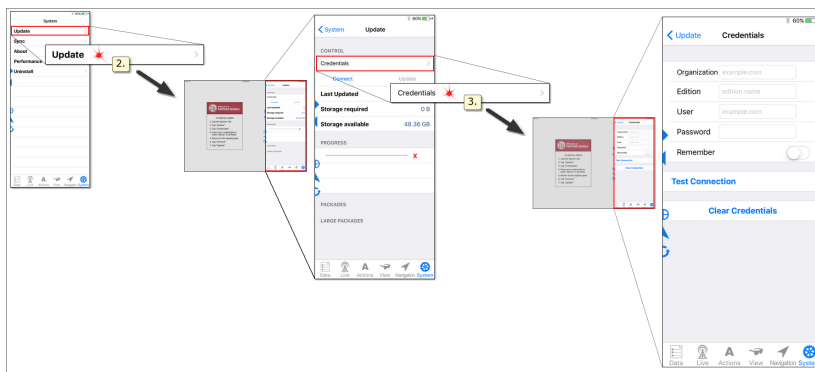 60%
System
Update
Sync
About
Performance
Uninstall
Data
Live
Actions
View
Navigation
System
Update
2.
60%
System
Update
CONTROL
Credentials
Connect
Update
Last Updated
Storage required
0 B
Storage available
48.36 GB
PROGRESS
X
PACKAGES
LARGE PACKAGES
Data
Live
Actions
View
Navigation
System
Credentials
3.
60%
Update
Credentials
Organization
example.com
Edition
edition name
User
example.com
Password
Remember
Test Connection
Clear Credentials
Data
Live
Actions
View
Navigation
System